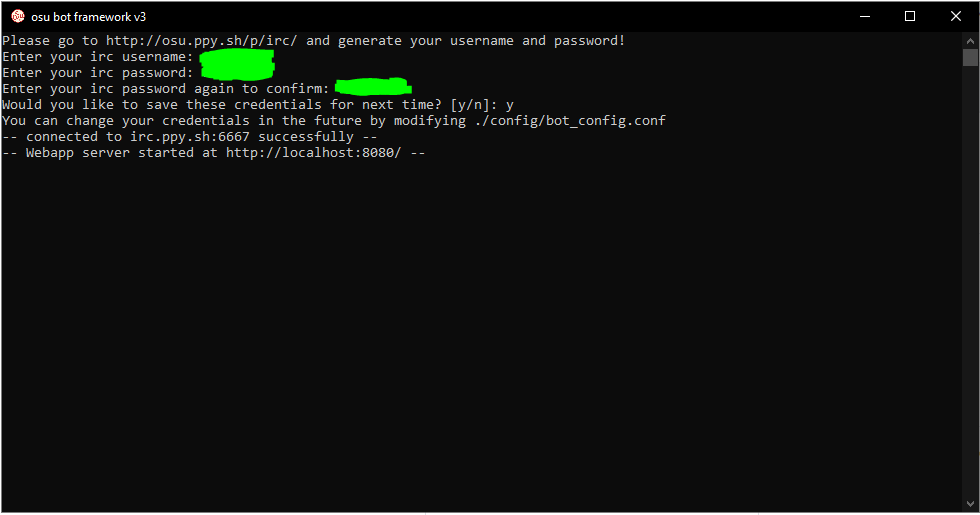 osu bot framework v3
Please go to http://osu.ppy.sh/p/irc/ and generate your username and password!
Enter your irc username:
Enter your irc password:
Enter your irc password again to confirm:
Would you like to save these credentials for next time? [y/n]: y
You can change your credentials in the future by modifying ./config/bot_config.conf
-- connected to irc.ppy.sh:6667 successfully --
-- Webapp server started at http://localhost:8080/ --